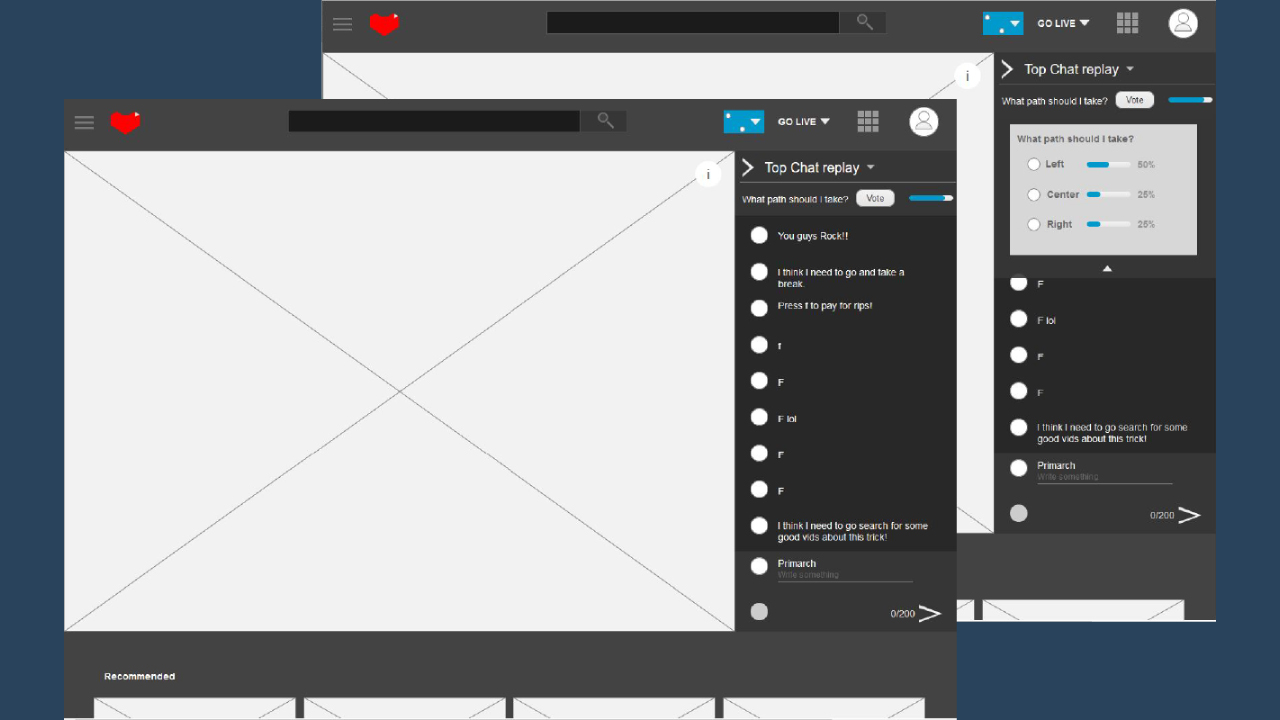 GO LIVE
i
Top Chat replay
What path should I take?
Vote
What path should I take?
Left
50%
Center
25%
Right
25%
F
F lol
F
F
I think I need to go search for some
good vids about this trick!
Primarch
Write something
0/200
GO LIVE
i
Top Chat replay
What path should I take?
Vote
You guys Rock!!
I think I need to go and take a
break.
Press f to pay for rips!
f
F
F lol
F
F
I think I need to go search for some
good vids about this trick!
Primarch
Write something
0/200
Recommended